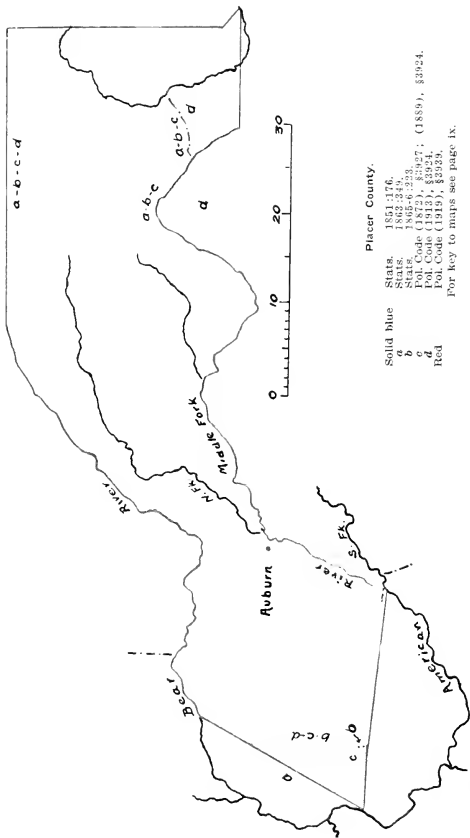 a-b-c-d
a-b-c
d
a-b-c
d
0 10 20 30
River
N. Fk.
Middle Fork
Auburn
River
S. Fk.
Bear
American
a
b-c-d
c b
Placer County.
Solid blue Stats. 1851:176.
a Stats. 1863:349.
b Stats. 1865-6:223.
c Pol. Code (1872), §3927; (1889), §3924.
d Pol. Code (1913), §3924.
Red Pol. Code (1919), §3939.
For key to maps see page ix.